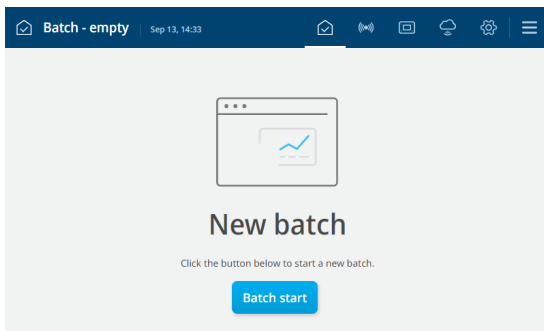 Batch - empty
Sep 13, 14:33
New batch
Click the button below to start a new batch.
Batch start